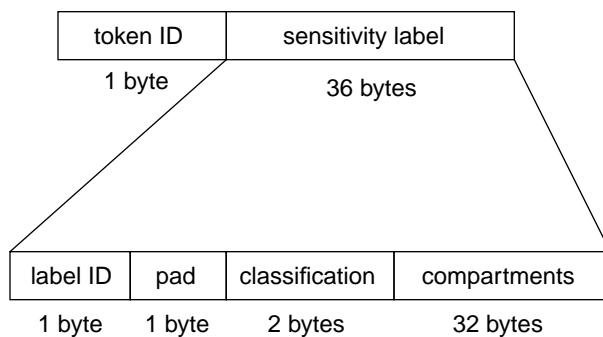 token ID sensitivity label
1 byte 36 bytes
label ID pad classification compartments
1 byte 1 byte 2 bytes 32 bytes